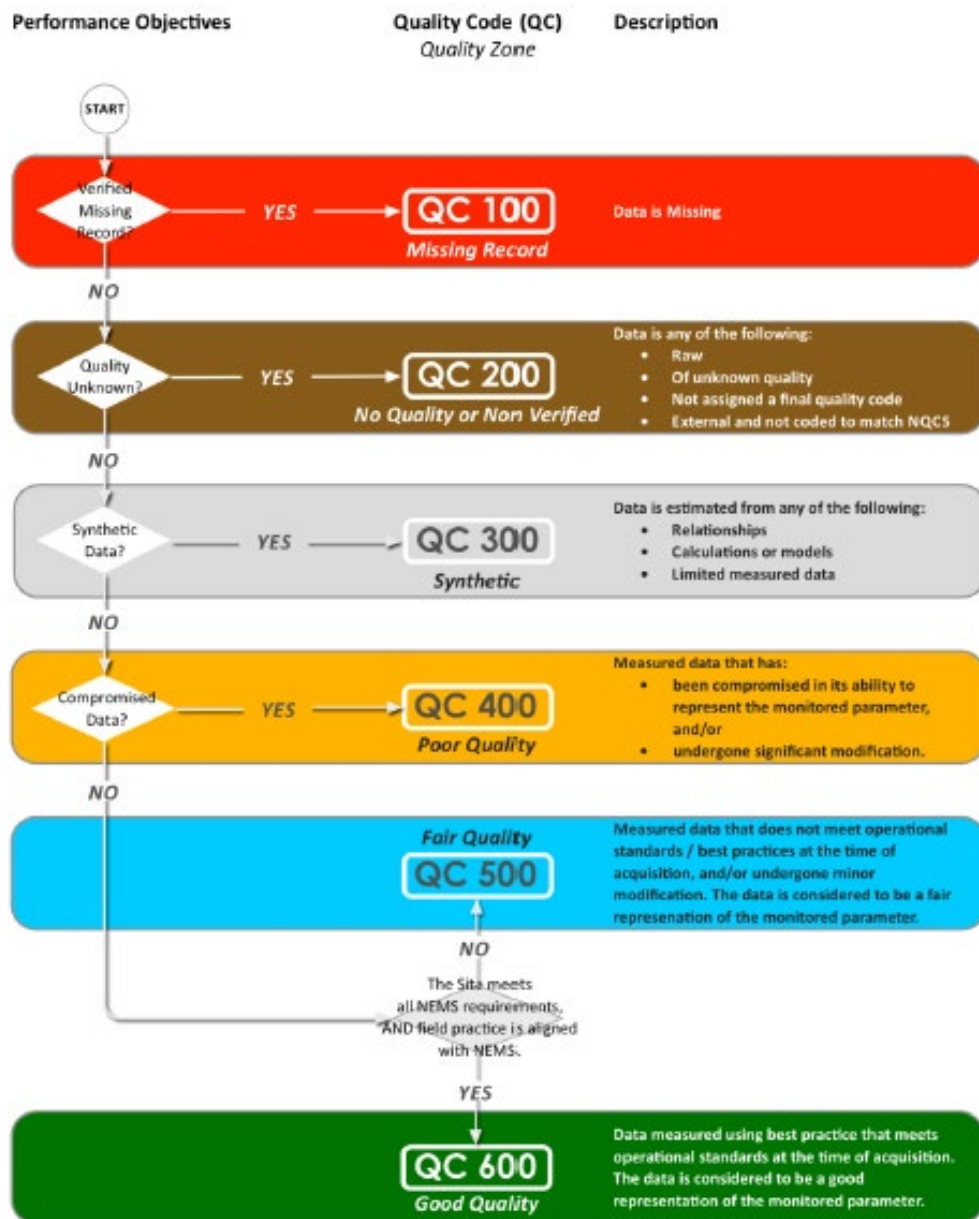 Performance Objectives
Quality Code (QC)
Quality Zone
Description
START
Verified
Missing
Record?
YES
QC 100
Missing Record
Data is Missing
NO
Quality
Unknown?
YES
QC 200
No Quality or Non Verified
Data is any of the following:
• Raw
• Of unknown quality
• Not assigned a final quality code
• External and not coded to match NQCS
NO
Synthetic
Data?
YES
QC 300
Synthetic
Data is estimated from any of the following:
• Relationships
• Calculations or models
• Limited measured data
NO
Compromised
Data?
YES
QC 400
Poor Quality
Measured data that has:
• been compromised in its ability to
represent the monitored parameter,
and/or
• undergone significant modification.
NO
Fair Quality
QC 500
Measured data that does not meet operational
standards / best practices at the time of
acquisition, and/or undergone minor
modification. The data is considered to be a fair
represenation of the monitored parameter.
NO
The Sita meets
all NEMS requirements,
AND field practice is aligned
with NEMS.
YES
QC 600
Good Quality
Data measured using best practice that meets
operational standards at the time of acquisition.
The data is considered to be a good
representation of the monitored parameter.